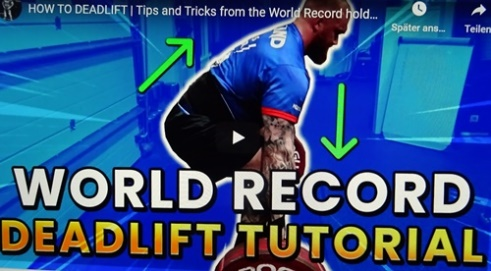 HOW TO DEADLIFT | Tips and Tricks from the World Record hold...
Später ans...
Teilen
WORLD RECORD
DEADLIFT TUTORIAL